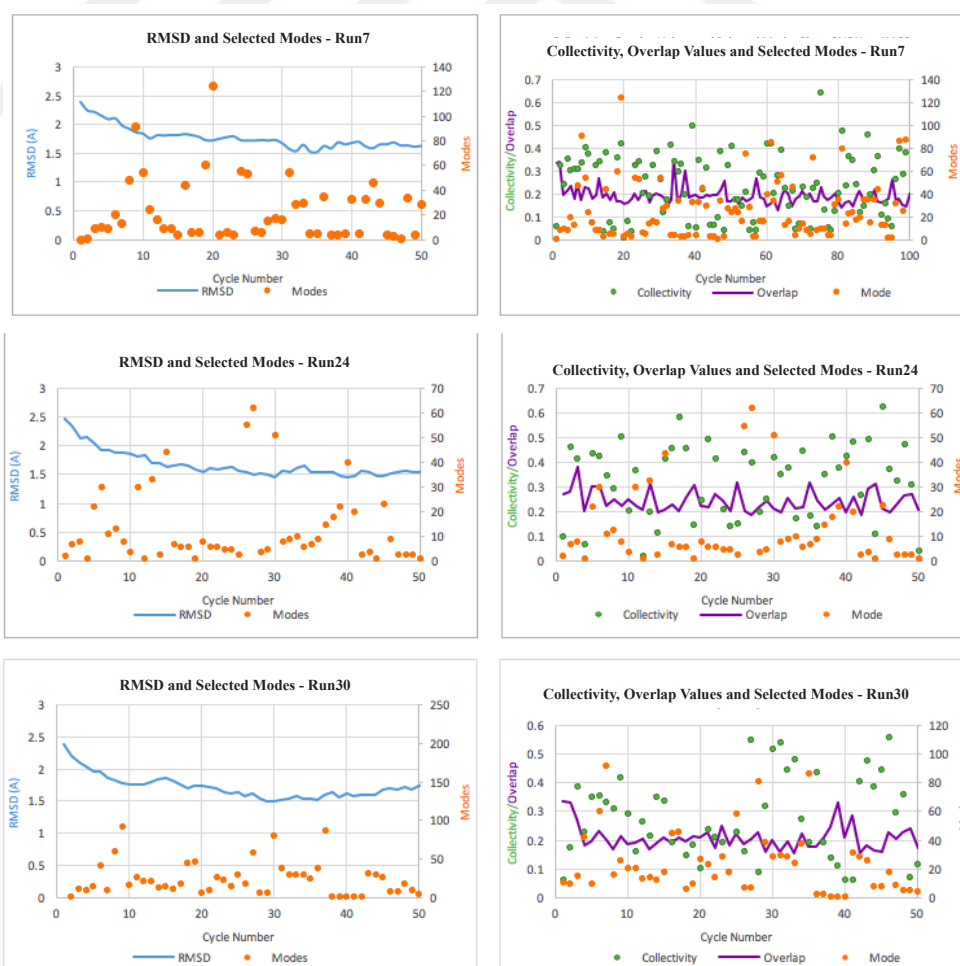 RMSD and Selected Modes - Run7
3
2.5
2
1.5
1
0.5
0
RMSD (A)
140
120
100
80
60
40
20
0
Modes
0 10 20 30 40 50
Cycle Number
RMSD Modes
Collectivity, Overlap Values and Selected Modes - Run7
0.7
0.6
0.5
0.4
0.3
0.2
0.1
0
Collectivity/Overlap
140
120
100
80
60
40
20
0
Modes
0 20 40 60 80 100
Cycle Number
Collectivity Overlap Mode
RMSD and Selected Modes - Run24
3
2.5
2
1.5
1
0.5
0
RMSD (A)
70
60
50
40
30
20
10
0
Modes
0 10 20 30 40 50
Cycle Number
RMSD Modes
Collectivity, Overlap Values and Selected Modes - Run24
0.7
0.6
0.5
0.4
0.3
0.2
0.1
0
Collectivity/Overlap
70
60
50
40
30
20
10
0
Modes
0 10 20 30 40 50
Cycle Number
Collectivity Overlap Mode
RMSD and Selected Modes - Run30
3
2.5
2
1.5
1
0.5
0
RMSD (A)
250
200
150
100
50
0
Modes
0 10 20 30 40 50
Cycle Number
RMSD Modes
Collectivity, Overlap Values and Selected Modes - Run30
0.6
0.5
0.4
0.3
0.2
0.1
0
Collectivity/Overlap
120
100
80
60
40
20
0
0 10 20 30 40 50
Cycle Number
Collectivity Overlap Mode